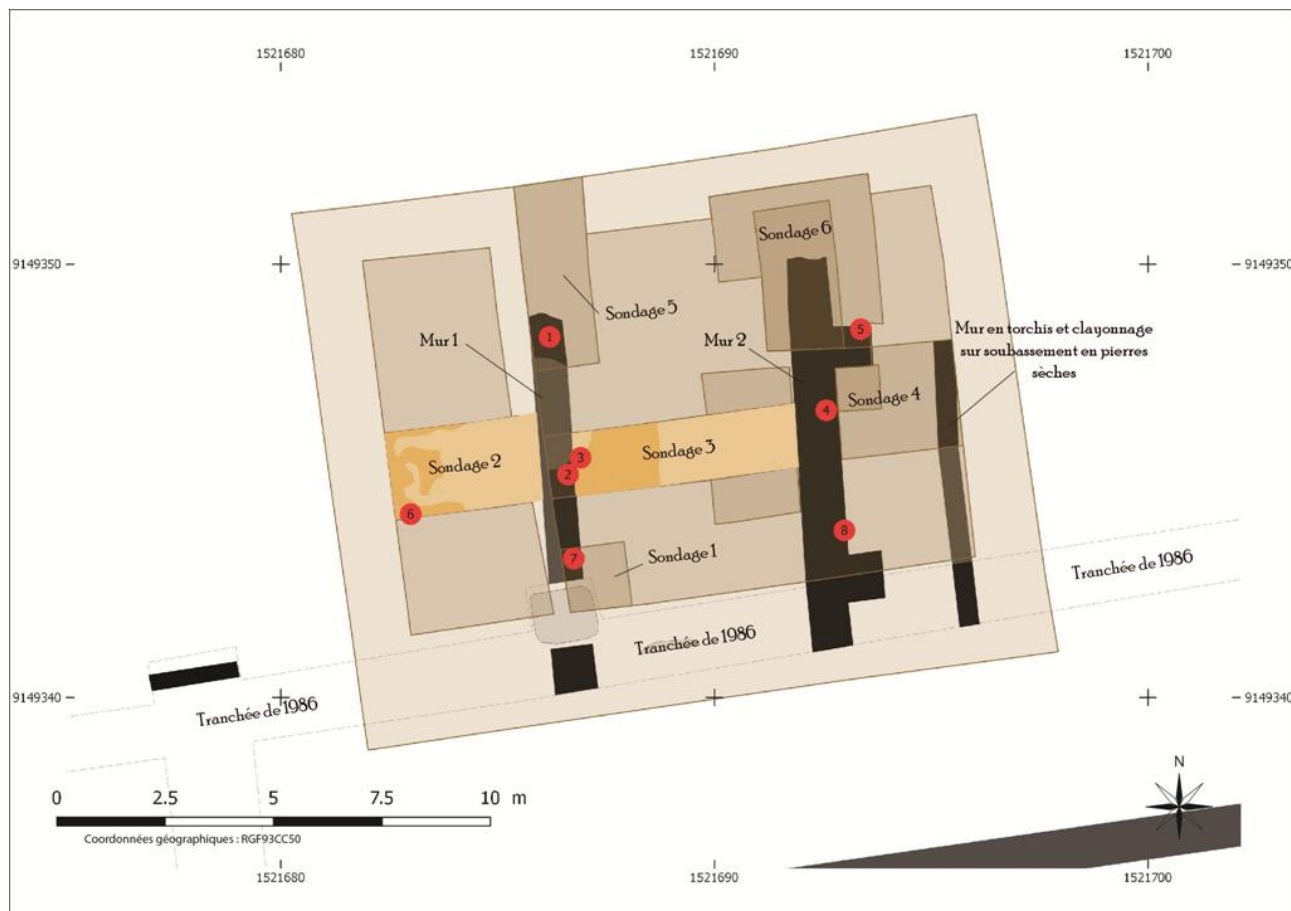 1521680
1521690
1521700
9149350
9149350
Sondage 6
Sondage 5
1
5
Mur 1
Mur 2
Mur en torchis et clayonnage
sur soubassement en pierres
sèches
4
Sondage 4
3
Sondage 3
Sondage 2
2
6
8
7
Sondage 1
Tranchée de 1986
Tranchée de 1986
9149340
9149340
Tranchée de 1986
N
0
2.5
5
7.5
10 m
Coordonnées géographiques : RGF93CC50
1521680
1521690
1521700